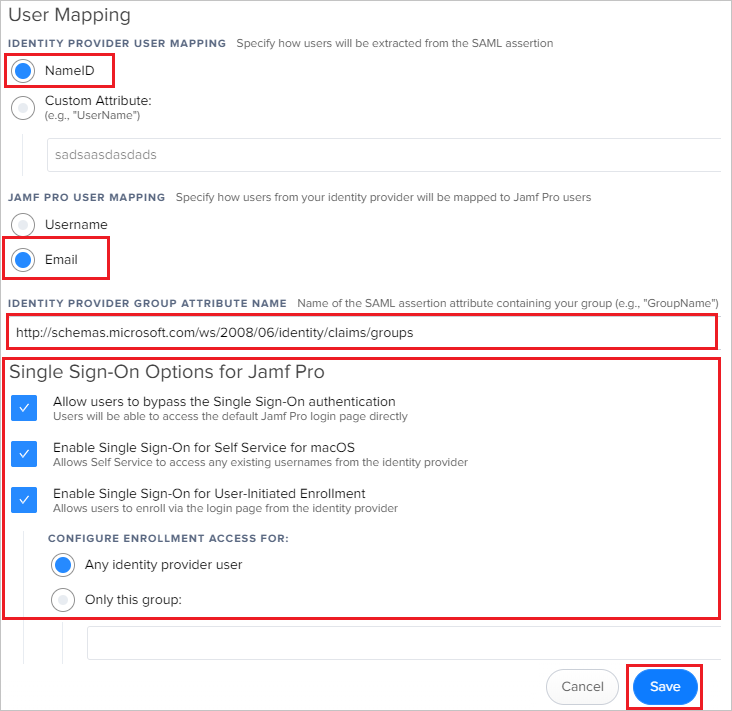 User Mapping
IDENTITY PROVIDER USER MAPPING Specify how users will be extracted from the SAML assertion
NameID
Custom Attribute:
(e.g., "UserName")
sadsaasdasdads
JAMF PRO USER MAPPING Specify how users from your identity provider will be mapped to Jamf Pro users
Username
Email
IDENTITY PROVIDER GROUP ATTRIBUTE NAME Name of the SAML assertion attribute containing your group (e.g., "GroupName")
http://schemas.microsoft.com/ws/2008/06/identity/claims/groups
Single Sign-On Options for Jamf Pro
Allow users to bypass the Single Sign-On authentication
Users will be able to access the default Jamf Pro login page directly
Enable Single Sign-On for Self Service for macOS
Allows Self Service to access any existing usernames from the identity provider
Enable Single Sign-On for User-Initiated Enrollment
Allows users to enroll via the login page from the identity provider
CONFIGURE ENROLLMENT ACCESS FOR:
Any identity provider user
Only this group:
Cancel Save